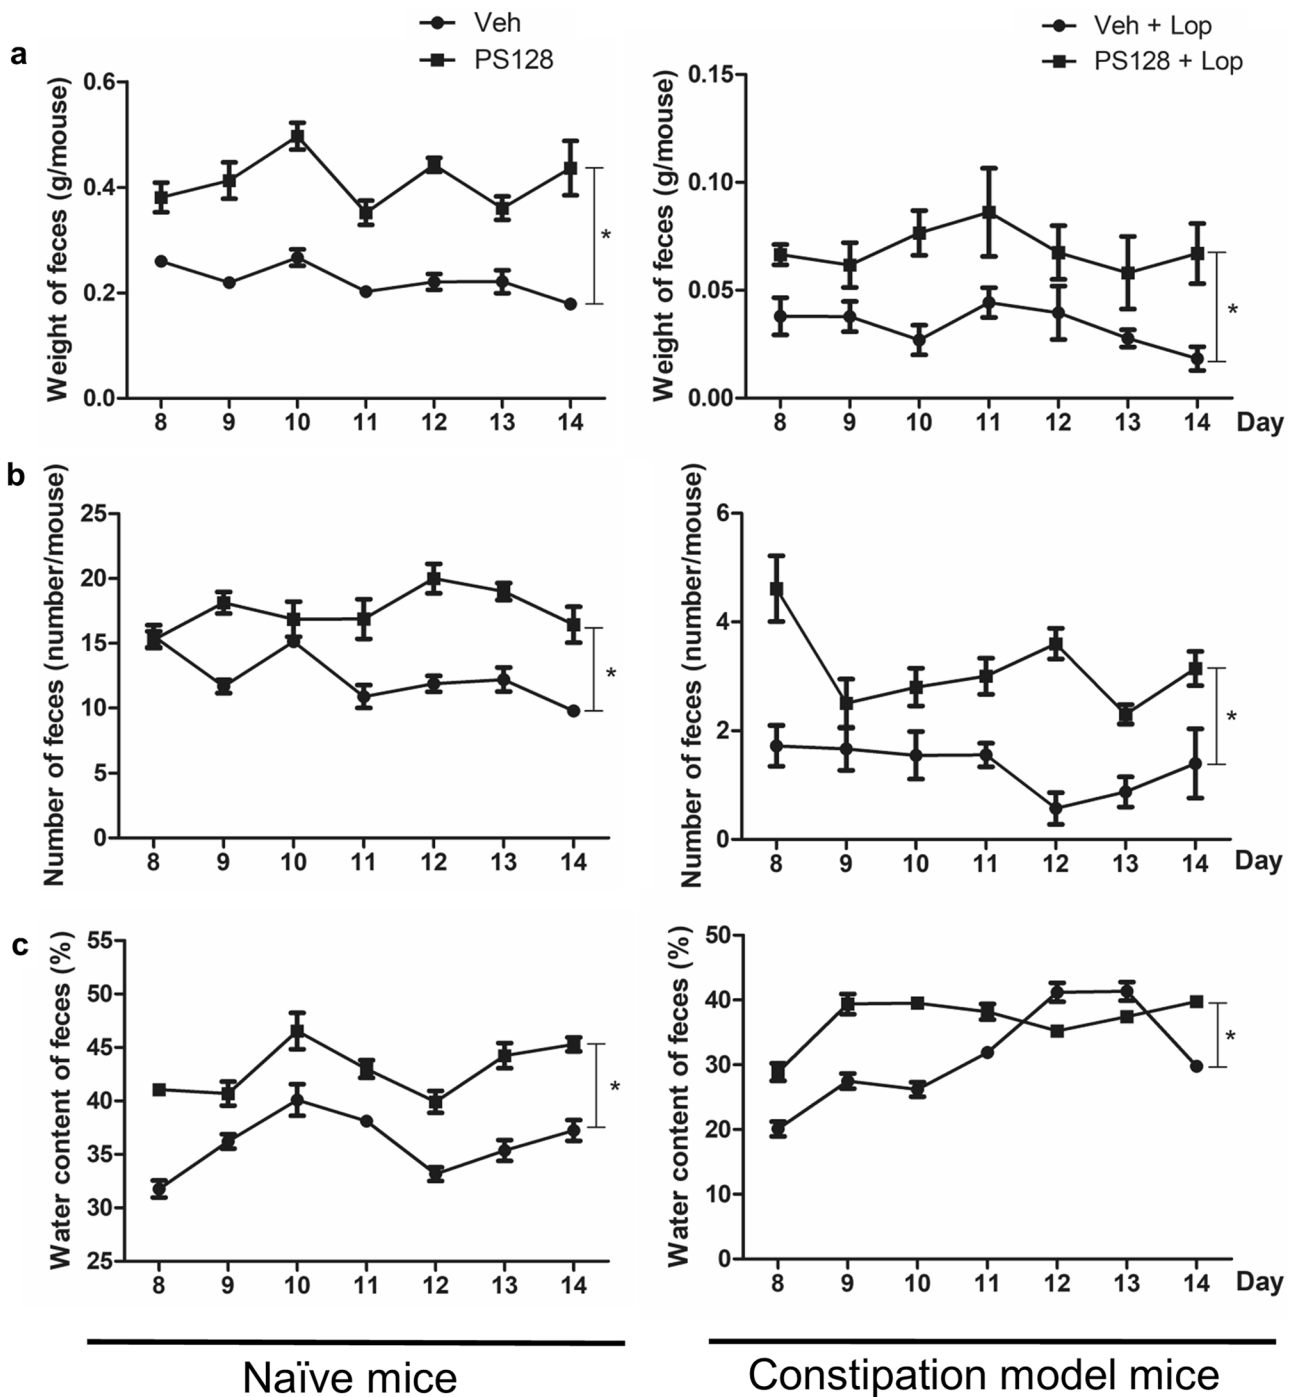 a
Veh
PS128
Weight of feces (g/mouse)
0.6
0.4
0.2
0.0
8 9 10 11 12 13 14
*
Veh + Lop
PS128 + Lop
Weight of feces (g/mouse)
0.15
0.10
0.05
0.00
8 9 10 11 12 13 14 Day
*
b
Number of feces (number/mouse)
25
20
15
10
5
0
8 9 10 11 12 13 14
*
Number of feces (number/mouse)
6
4
2
0
8 9 10 11 12 13 14 Day
*
c
Water content of feces (%)
55
50
45
40
35
30
25
8 9 10 11 12 13 14
*
Water content of feces (%)
50
40
30
20
10
0
8 9 10 11 12 13 14 Day
*
Naïve mice
Constipation model mice